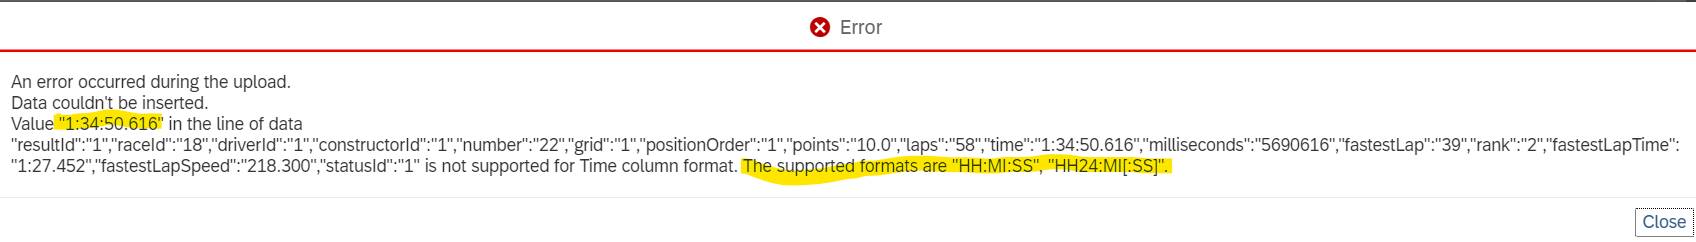 Error
An error occurred during the upload.
Data couldn't be inserted.
Value "1:34:50.616" in the line of data
"resultId":"1","raceId":"18","driverId":"1","constructorId":"1","number":"22","grid":"1","positionOrder":"1","points":"10.0","laps":"58","time":"1:34:50.616","milliseconds":"5690616","fastestLap":"39","rank":"2","fastestLapTime":
"1:27.452","fastestLapSpeed":"218.300","statusId":"1" is not supported for Time column format. The supported formats are "HH:MI:SS", "HH24:MI[:SS]".
Close